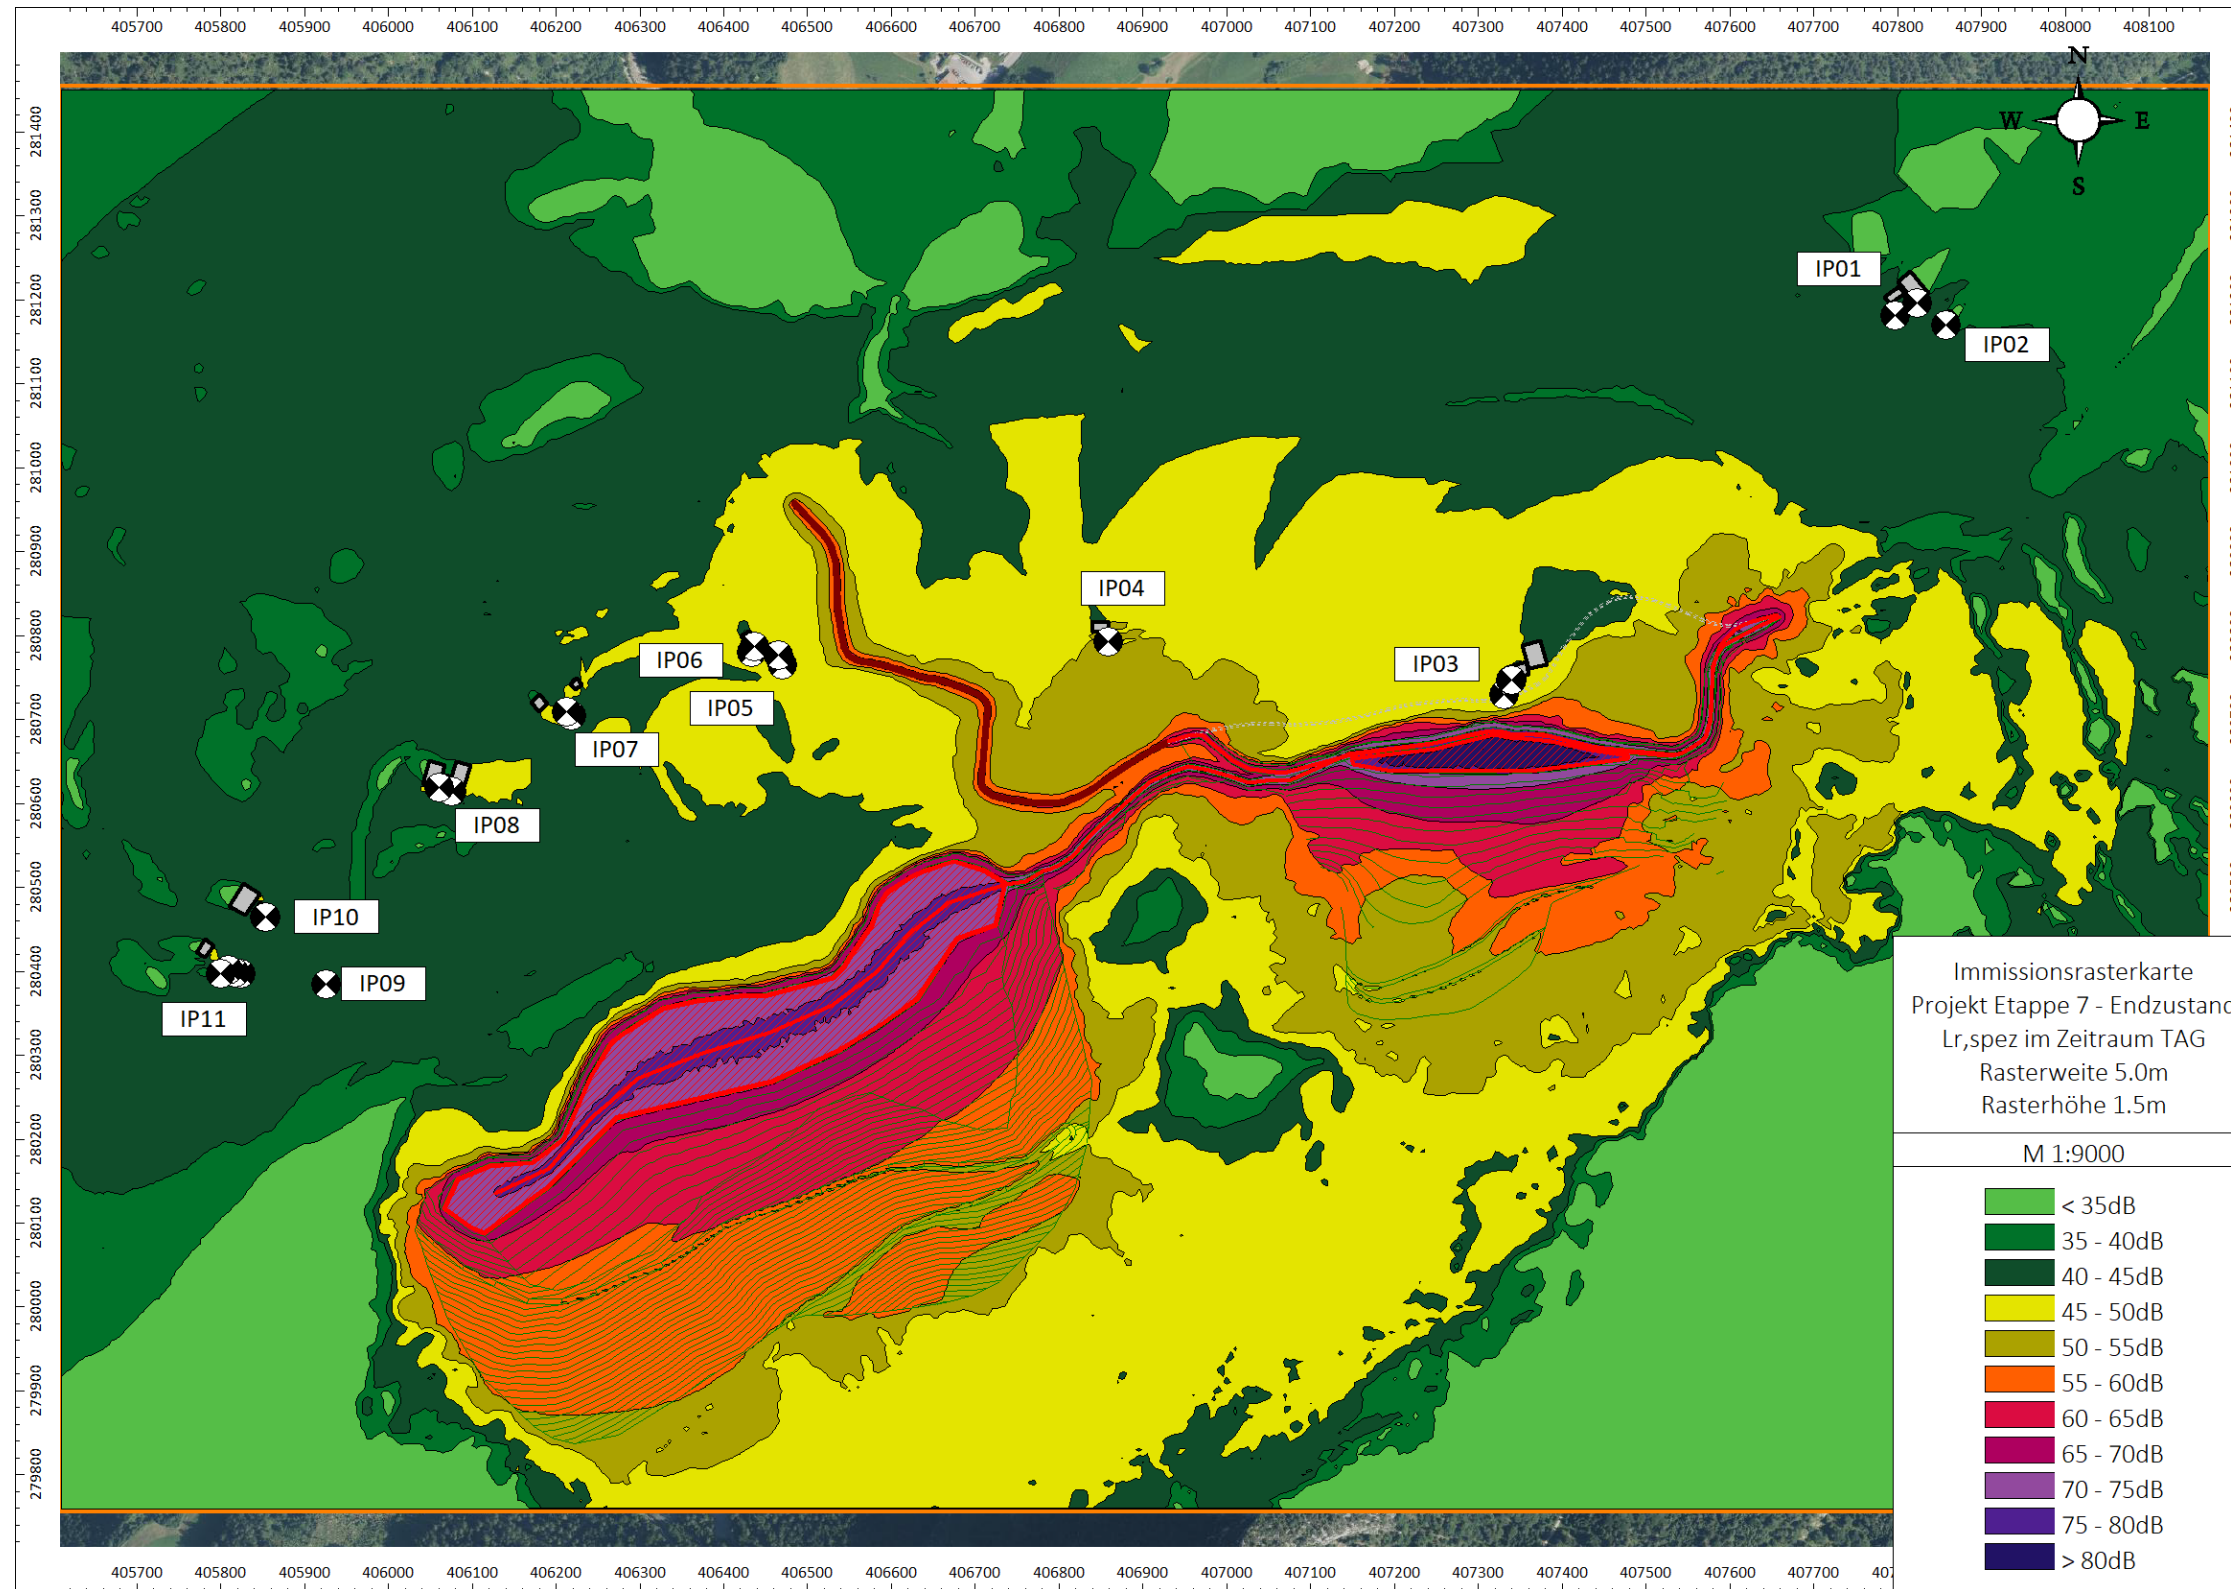 405700 405800 405900 406000 406100 406200 406300 406400 406500 406600 406700 406800 406900 407000 407100 407200 407300 407400 407500 407600 407700 407800 407900 408000 408100
N
W E
S
281400
281300
281200
281100
281000
280900
280800
280700
280600
280500
280400
280300
280200
280100
280000
279900
279800
IP01
IP02
IP04
IP06
IP03
IP05
IP07
IP08
IP10
IP09
IP11
Immissionsrasterkarte
Projekt Etappe 7 - Endzustand
Lr,spez im Zeitraum TAG
Rasterweite 5.0m
Rasterhöhe 1.5m
M 1:9000
< 35dB
35 - 40dB
40 - 45dB
45 - 50dB
50 - 55dB
55 - 60dB
60 - 65dB
65 - 70dB
70 - 75dB
75 - 80dB
> 80dB
405700 405800 405900 406000 406100 406200 406300 406400 406500 406600 406700 406800 406900 407000 407100 407200 407300 407400 407500 407600 407700